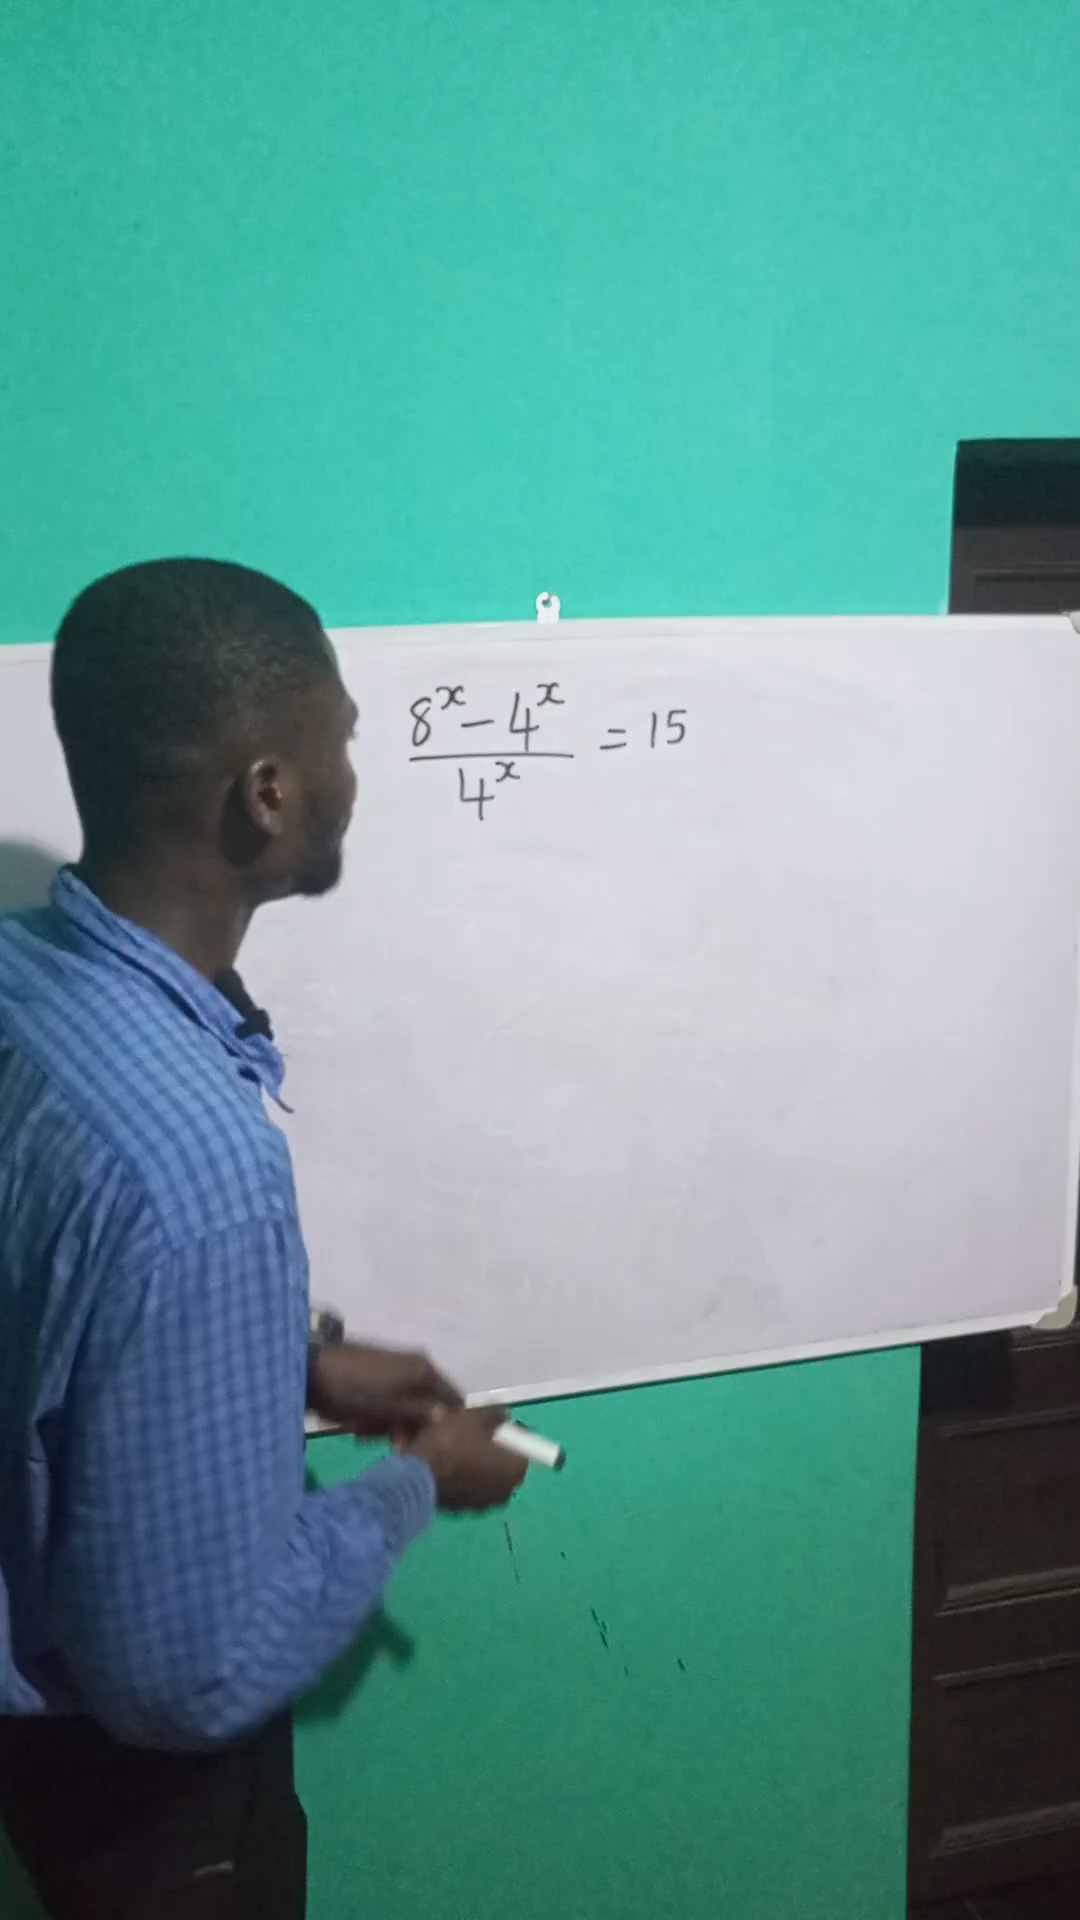 8^x - 4^x
4^x
= 15